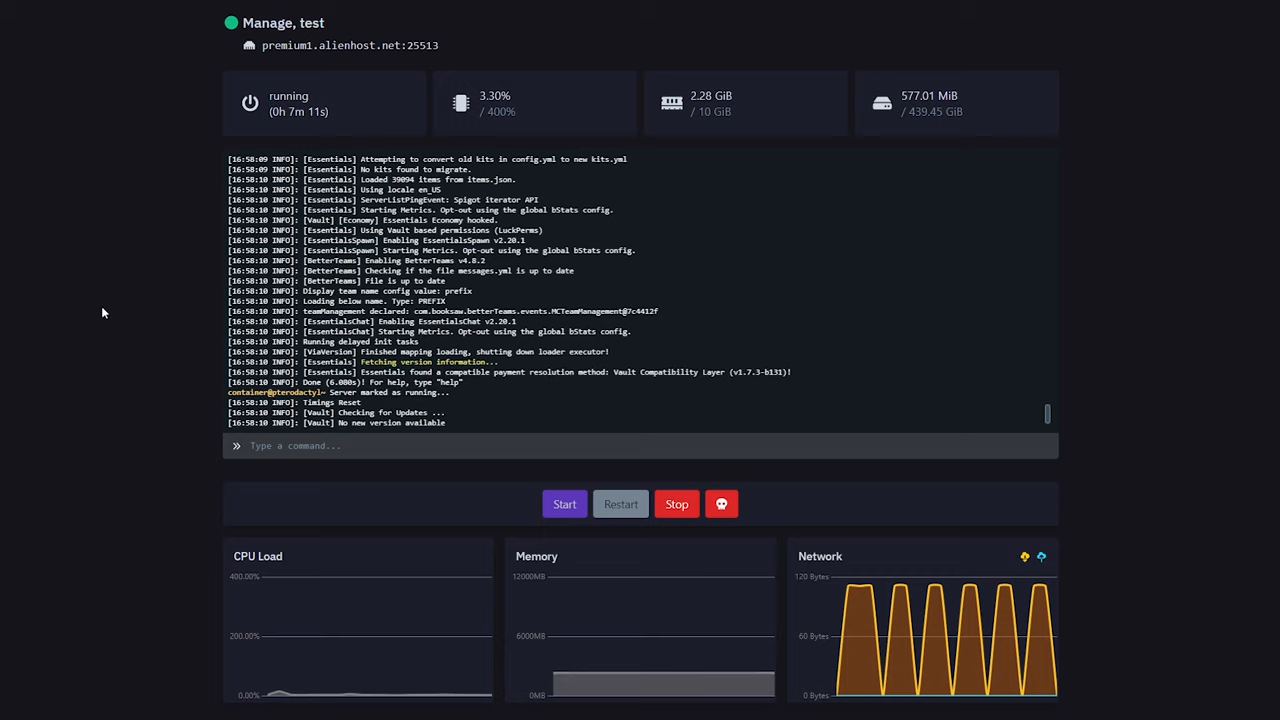 Manage, test
premium1.alienhost.net:25513
running
(0h 7m 11s)
3.30%
/ 400%
2.28 GiB
/ 10 GiB
577.01 MiB
/ 439.45 GiB
[16:58:09 INFO]: [Essentials] Attempting to convert old kits in config.yml to new kits.yml
[16:58:09 INFO]: [Essentials] No kits found to migrate.
[16:58:10 INFO]: [Essentials] Loaded 39094 items from items.json.
[16:58:10 INFO]: [Essentials] Using locale en_US
[16:58:10 INFO]: [Essentials] ServerListPingEvent: Spigot iterator API
[16:58:10 INFO]: [Essentials] Starting Metrics. Opt-out using the global bStats config.
[16:58:10 INFO]: [Vault] [Economy] Essentials Economy hooked.
[16:58:10 INFO]: [Essentials] Using Vault based permissions (LuckPerms)
[16:58:10 INFO]: [EssentialsSpawn] Enabling EssentialsSpawn v2.20.1
[16:58:10 INFO]: [EssentialsSpawn] Starting Metrics. Opt-out using the global bStats config.
[16:58:10 INFO]: [BetterTeams] Enabling BetterTeams v4.8.2
[16:58:10 INFO]: [BetterTeams] Checking if the file messages.yml is up to date
[16:58:10 INFO]: [BetterTeams] File is up to date
[16:58:10 INFO]: Display team name config value: prefix
[16:58:10 INFO]: Loading below name. Type: PREFIX
[16:58:10 INFO]: teamManagement declared: com.booksaw.betterTeams.events.MCTeamManagement@7c4412f
[16:58:10 INFO]: [EssentialsChat] Enabling EssentialsChat v2.20.1
[16:58:10 INFO]: [EssentialsChat] Starting Metrics. Opt-out using the global bStats config.
[16:58:10 INFO]: Running delayed init tasks
[16:58:10 INFO]: [ViaVersion] Finished mapping loading, shutting down loader executor!
[16:58:10 INFO]: [Essentials] Fetching version information...
[16:58:10 INFO]: [Essentials] Essentials found a compatible payment resolution method: Vault Compatibility Layer (v1.7.3-b131)!
[16:58:10 INFO]: Done (6.080s)! For help, type "help"
container@pterodactyl~ Server marked as running...
[16:58:10 INFO]: Timings Reset
[16:58:10 INFO]: [Vault] Checking for Updates ...
[16:58:10 INFO]: [Vault] No new version available
Type a command...
Start
Restart
Stop
CPU Load
400.00%
200.00%
0.00%
Memory
12000MB
6000MB
0MB
Network
120 Bytes
60 Bytes
0 Bytes